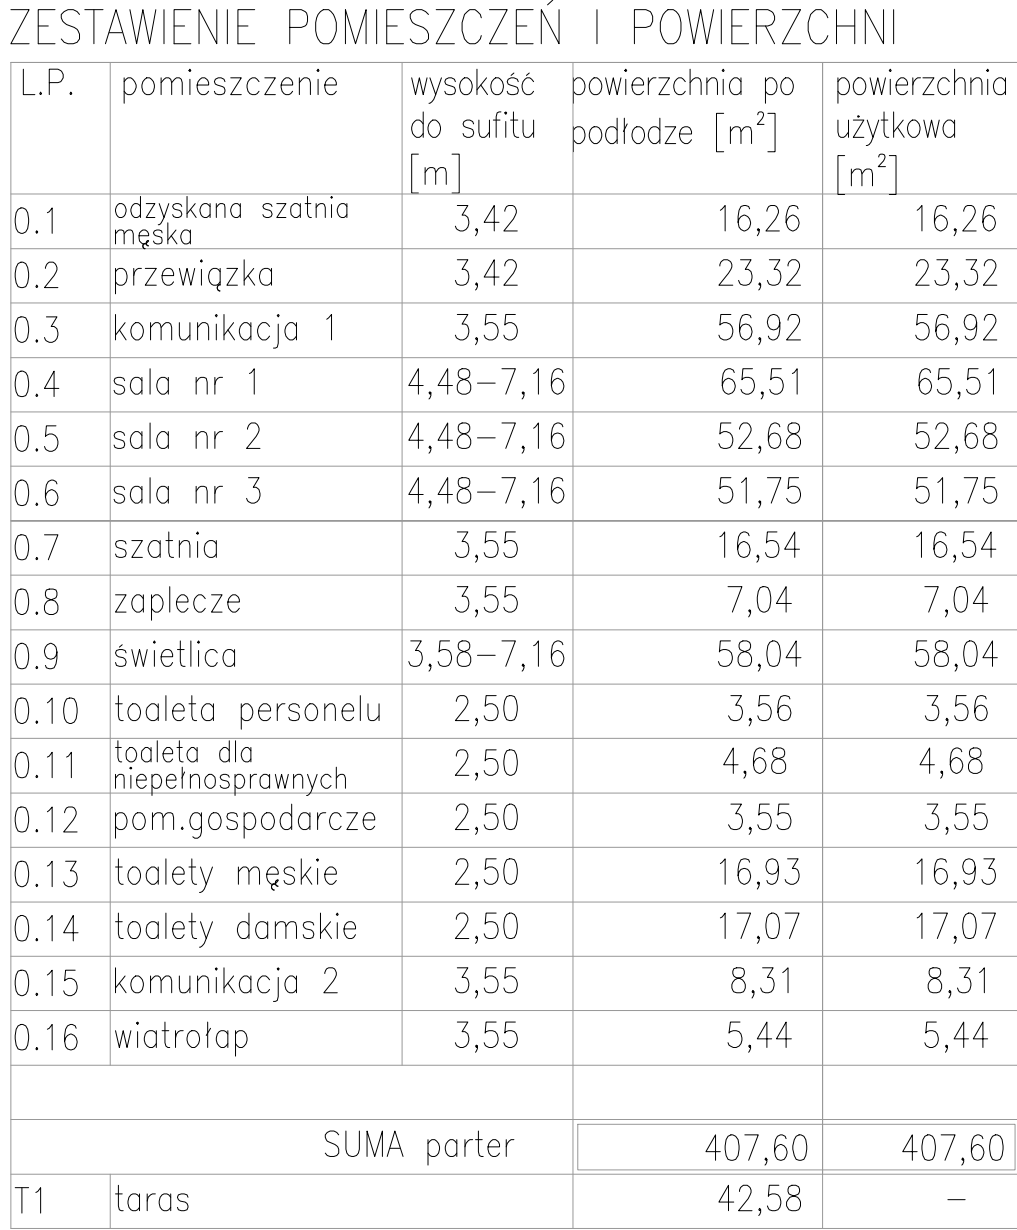 ZESTAWIENIE POMIESZCZEŃ I POWIERZCHNI
L.P. pomieszczenie wysokość do sufitu [m] powierzchnia po podłodze [m²] powierzchnia użytkowa [m²]
0.1 odzyskana szatnia męska 3,42 16,26 16,26
0.2 przewiązka 3,42 23,32 23,32
0.3 komunikacja 1 3,55 56,92 56,92
0.4 sala nr 1 4,48–7,16 65,51 65,51
0.5 sala nr 2 4,48–7,16 52,68 52,68
0.6 sala nr 3 4,48–7,16 51,75 51,75
0.7 szatnia 3,55 16,54 16,54
0.8 zaplecze 3,55 7,04 7,04
0.9 świetlica 3,58–7,16 58,04 58,04
0.10 toaleta personelu 2,50 3,56 3,56
0.11 toaleta dla niepełnosprawnych 2,50 4,68 4,68
0.12 pom.gospodarcze 2,50 3,55 3,55
0.13 toalety męskie 2,50 16,93 16,93
0.14 toalety damskie 2,50 17,07 17,07
0.15 komunikacja 2 3,55 8,31 8,31
0.16 wiatrołap 3,55 5,44 5,44
SUMA parter 407,60 407,60
T1 taras 42,58 –